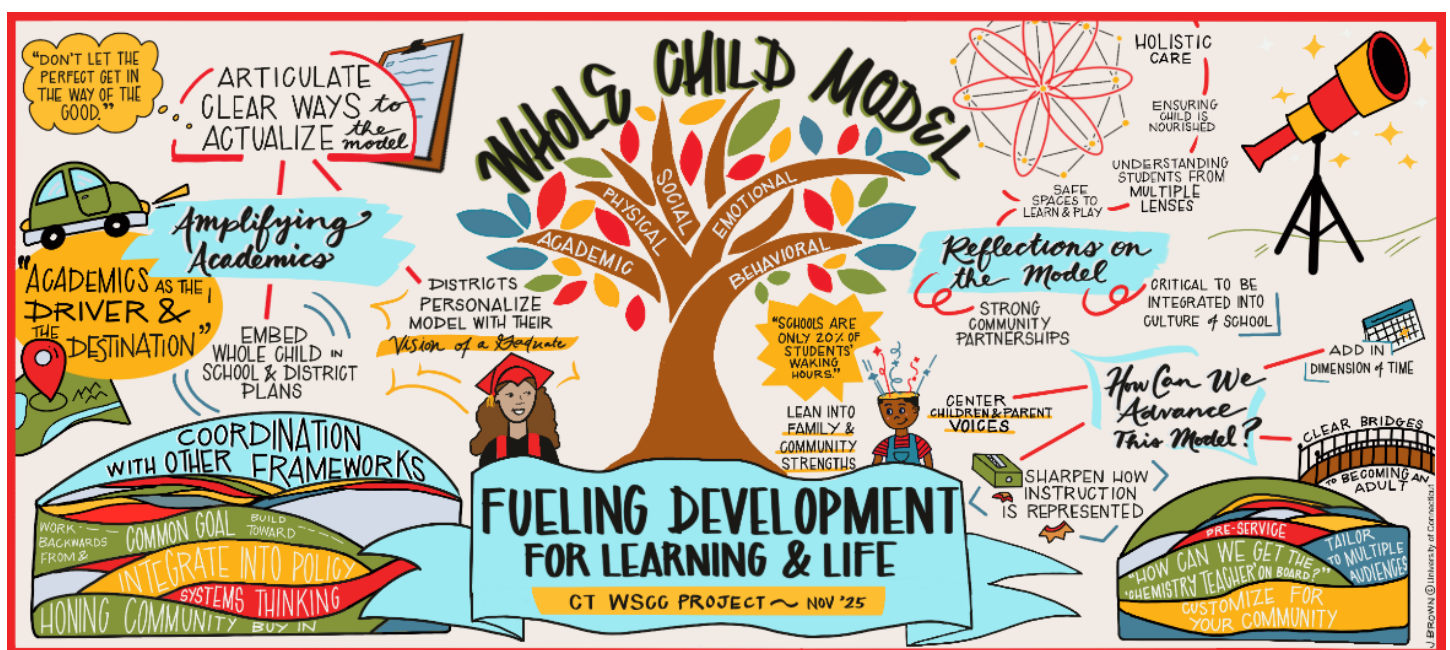 "DON'T LET THE
PERFECT GET IN
THE WAY OF THE
GOOD."
ARTICULATE
CLEAR WAYS to
ACTUALIZE the
model
Amplifying
Academics
"ACADEMICS AS THE
DRIVER &
THE
DESTINATION"
EMBED
WHOLE CHILD IN
SCHOOL & DISTRICT
PLANS
DISTRICTS
PERSONALIZE
MODEL WITH THEIR
Vision of a Graduate
COORDINATION
WITH OTHER FRAMEWORKS
WORK
BACKWARDS
FROM &
COMMON GOAL
BUILD
TOWARD
INTEGRATE INTO POLICY
SYSTEMS THINKING
HONING COMMUNITY BUY IN
WHOLE CHILD MODEL
ACADEMIC
PHYSICAL
SOCIAL
EMOTIONAL
BEHAVIORAL
"SCHOOLS ARE
ONLY 20% OF
STUDENTS'
WAKING
HOURS."
LEAN INTO
FAMILY &
COMMUNITY
STRENGTHS
FUELING DEVELOPMENT
FOR LEARNING & LIFE
CT WSCC PROJECT ~ NOV '25
HOLISTIC
CARE
ENSURING
CHILD IS
NOURISHED
UNDERSTANDING
STUDENTS FROM
MULTIPLE
LENSES
SAFE
SPACES TO
LEARN & PLAY
Reflections on
the Model
STRONG
COMMUNITY
PARTNERSHIPS
CRITICAL TO BE
INTEGRATED INTO
CULTURE of SCHOOL
How Can We
Advance
This Model?
ADD IN
DIMENSION of TIME
CENTER
CHILDREN & PARENT
VOICES
SHARPEN HOW
INSTRUCTION
IS REPRESENTED
CLEAR BRIDGES
TO BECOMING AN
ADULT
PRE-SERVICE
"HOW CAN WE GET THE
'CHEMISTRY TEACHER' ON BOARD?"
TAILOR
TO MULTIPLE
AUDIENCES
CUSTOMIZE FOR
YOUR COMMUNITY
J BROWN © University of Connecticut